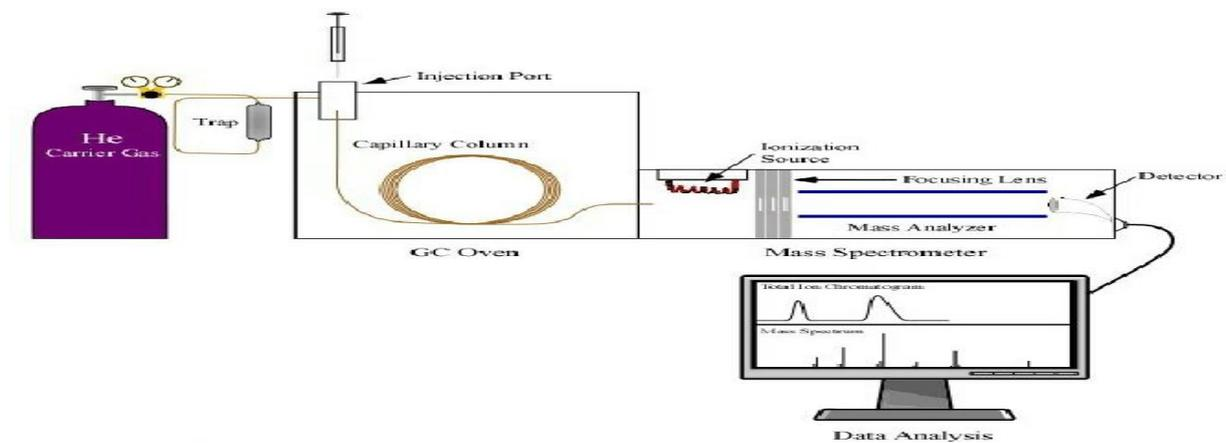 Injection Port
He
Carrier Gas
Trap
Capillary Column
Ionization
Source
Focusing Lens
Detector
Mass Analyzer
GC Oven
Mass Spectrometer
Total Ion Chromatogram
Mass Spectrum
Data Analysis